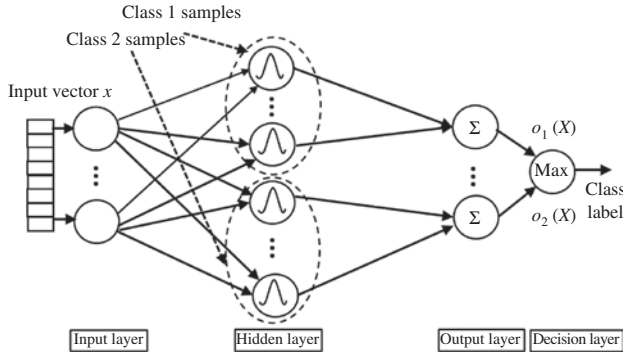 Class 1 samples
Class 2 samples
Input vector x
Σ
o₁ (X)
Max
Class
label
Σ
o₂ (X)
Input layer
Hidden layer
Output layer
Decision layer